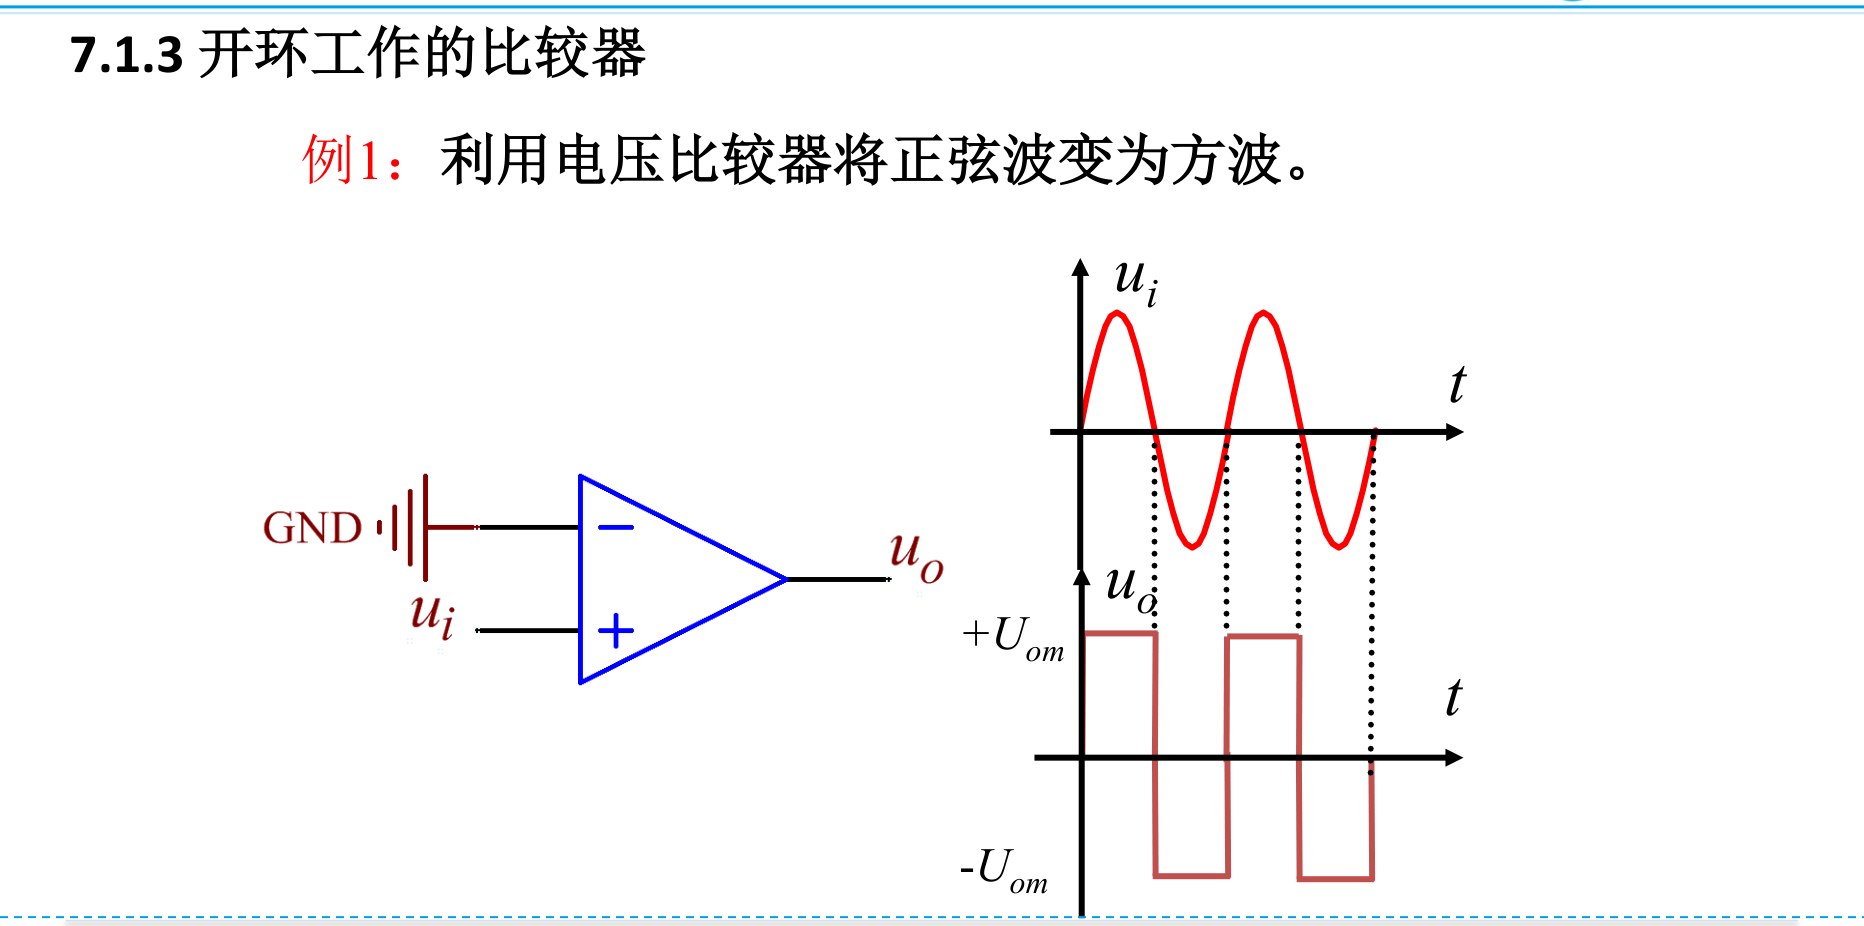 7.1.3 开环工作的比较器
例1：利用电压比较器将正弦波变为方波。
u_i
t
GND
−
u_o
u_i
+
u_o
+U_om
t
-U_om